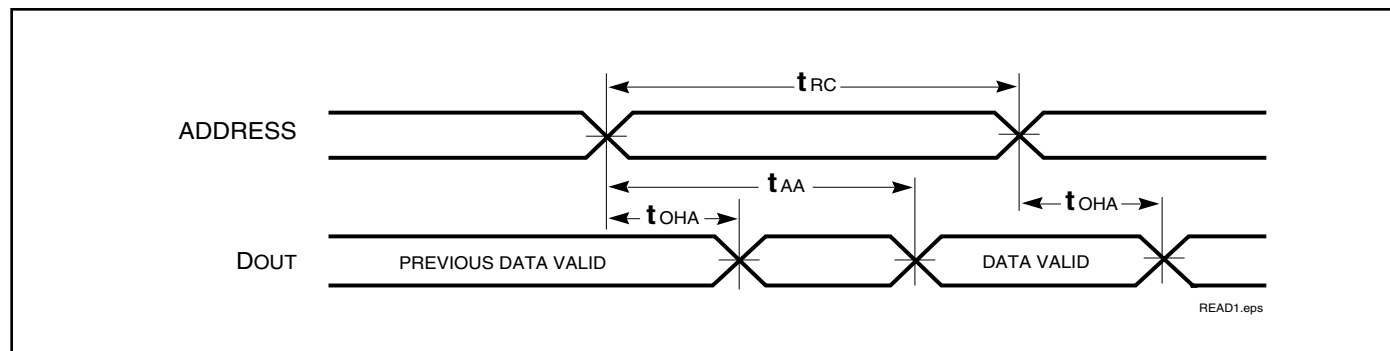 tRC
ADDRESS
tAA
tOHA
tOHA
DOUT
PREVIOUS DATA VALID
DATA VALID
READ1.eps